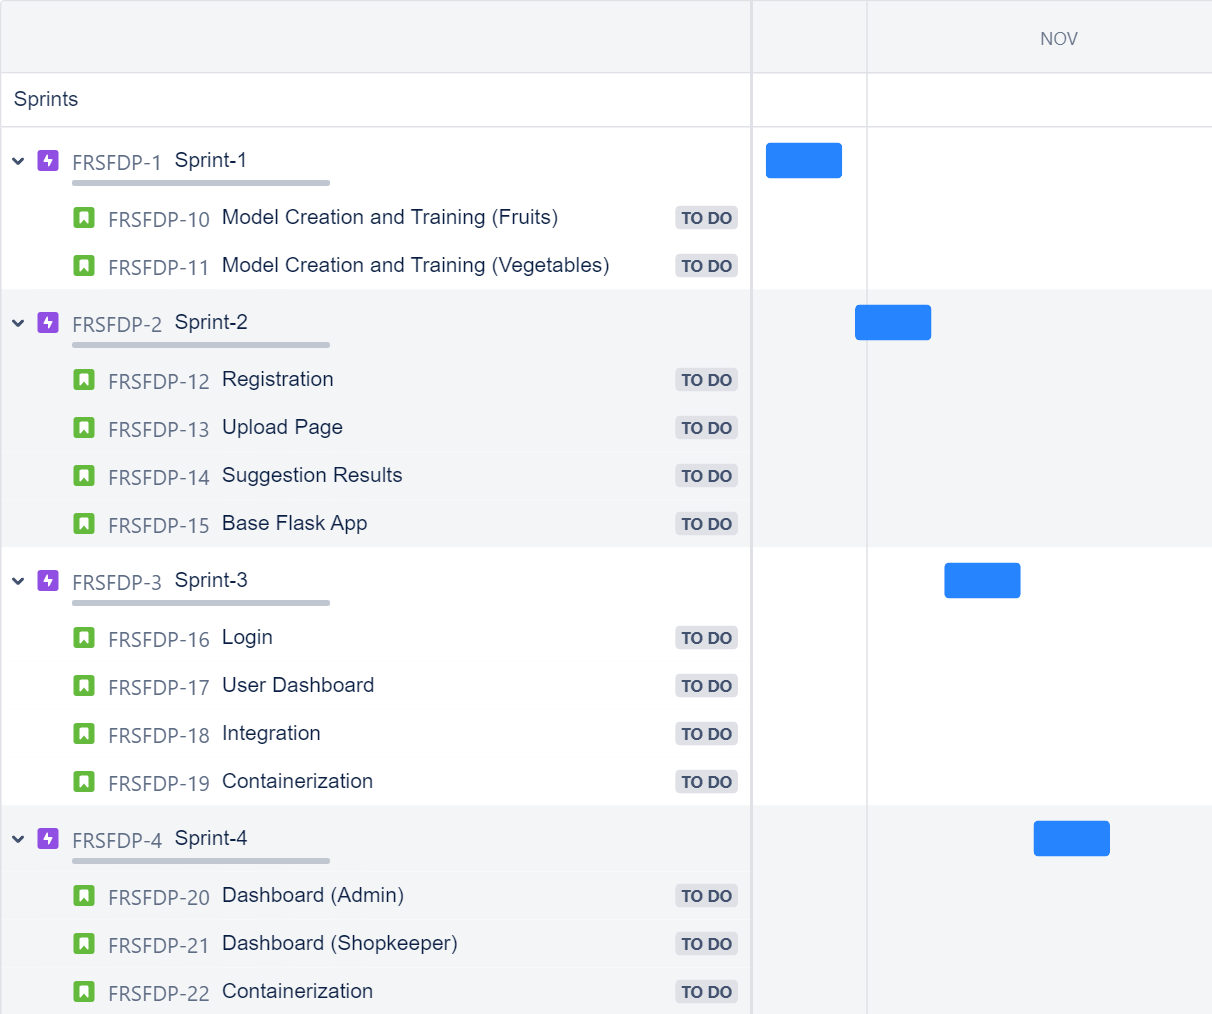 NOV
Sprints
FRSFDP-1 Sprint-1
FRSFDP-10 Model Creation and Training (Fruits) TO DO
FRSFDP-11 Model Creation and Training (Vegetables) TO DO
FRSFDP-2 Sprint-2
FRSFDP-12 Registration TO DO
FRSFDP-13 Upload Page TO DO
FRSFDP-14 Suggestion Results TO DO
FRSFDP-15 Base Flask App TO DO
FRSFDP-3 Sprint-3
FRSFDP-16 Login TO DO
FRSFDP-17 User Dashboard TO DO
FRSFDP-18 Integration TO DO
FRSFDP-19 Containerization TO DO
FRSFDP-4 Sprint-4
FRSFDP-20 Dashboard (Admin) TO DO
FRSFDP-21 Dashboard (Shopkeeper) TO DO
FRSFDP-22 Containerization TO DO